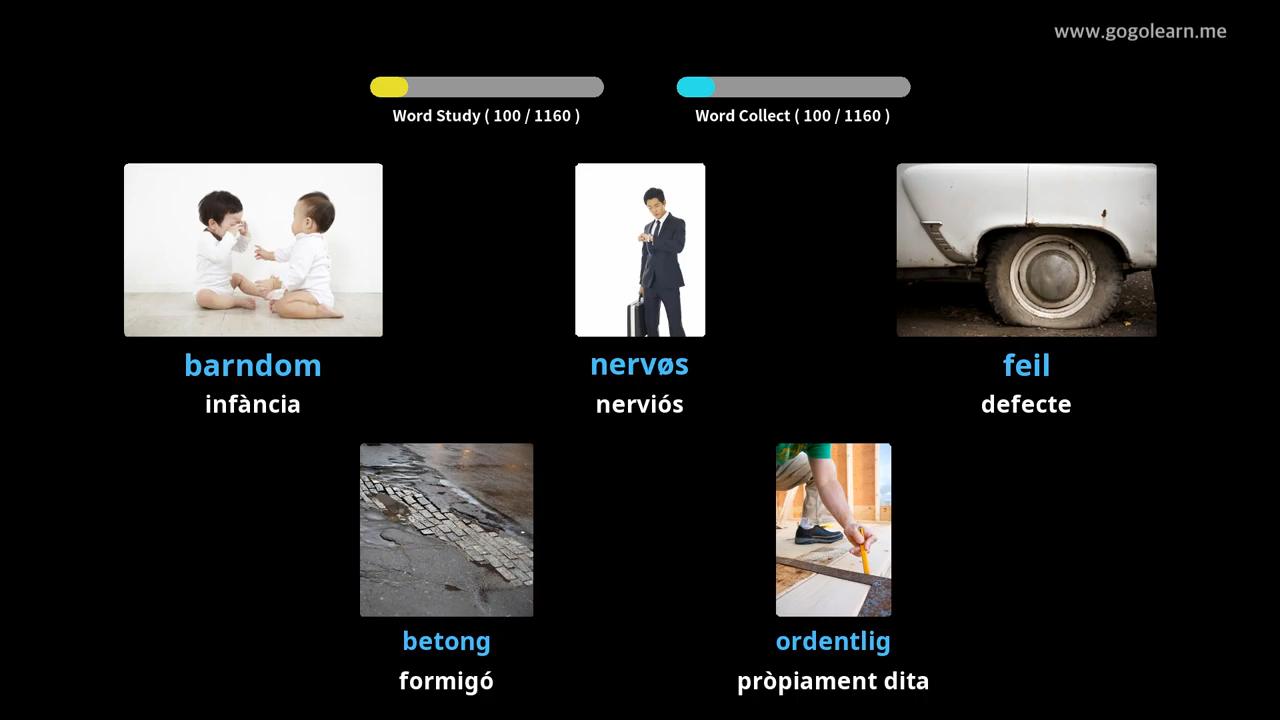 www.gogolearn.me
Word Study ( 100 / 1160 )
Word Collect ( 100 / 1160 )
barndom
infància
nervøs
nerviós
feil
defecte
betong
formigó
ordentlig
pròpiament dita